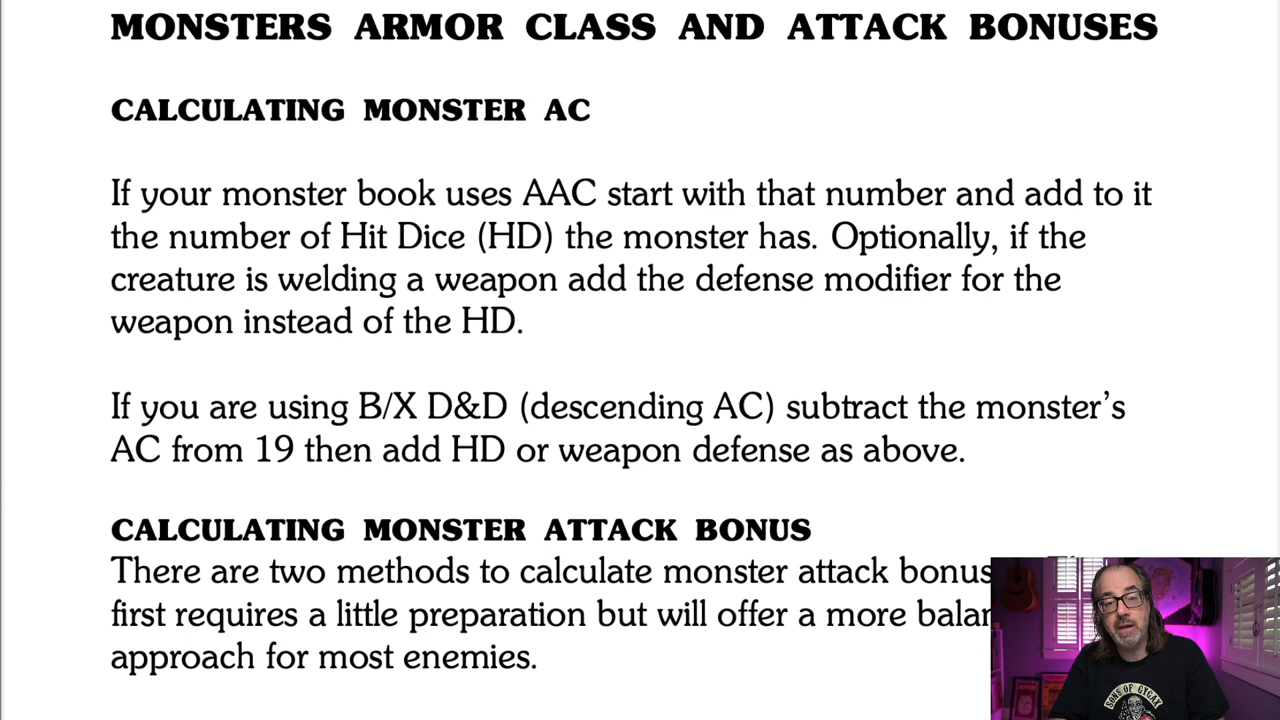 MONSTERS ARMOR CLASS AND ATTACK BONUSES
CALCULATING MONSTER AC
If your monster book uses AAC start with that number and add to it
the number of Hit Dice (HD) the monster has. Optionally, if the
creature is welding a weapon add the defense modifier for the
weapon instead of the HD.
If you are using B/X D&D (descending AC) subtract the monster's
AC from 19 then add HD or weapon defense as above.
CALCULATING MONSTER ATTACK BONUS
There are two methods to calculate monster attack bonus
first requires a little preparation but will offer a more balan
approach for most enemies.
SONS OF GYGAX